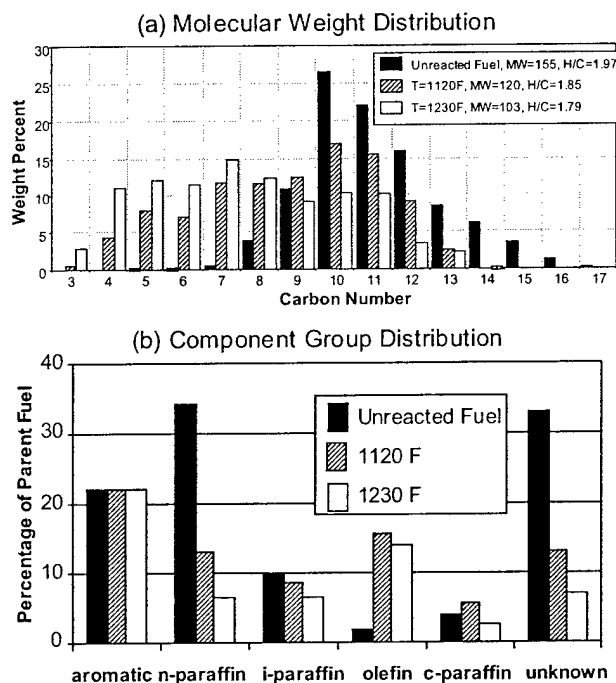 (a) Molecular Weight Distribution
Weight Percent
30
25
20
15
10
5
0
Unreacted Fuel, MW=155, H/C=1.97
T=1120F, MW=120, H/C=1.85
T=1230F, MW=103, H/C=1.79
3 4 5 6 7 8 9 10 11 12 13 14 15 16 17
Carbon Number
(b) Component Group Distribution
Percentage of Parent Fuel
40
30
20
10
0
Unreacted Fuel
1120 F
1230 F
aromatic n-paraffin i-paraffin olefin c-paraffin unknown